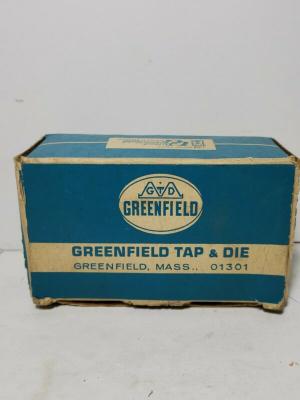 GTD
GREENFIELD
GREENFIELD TAP & DIE
GREENFIELD, MASS., 01301